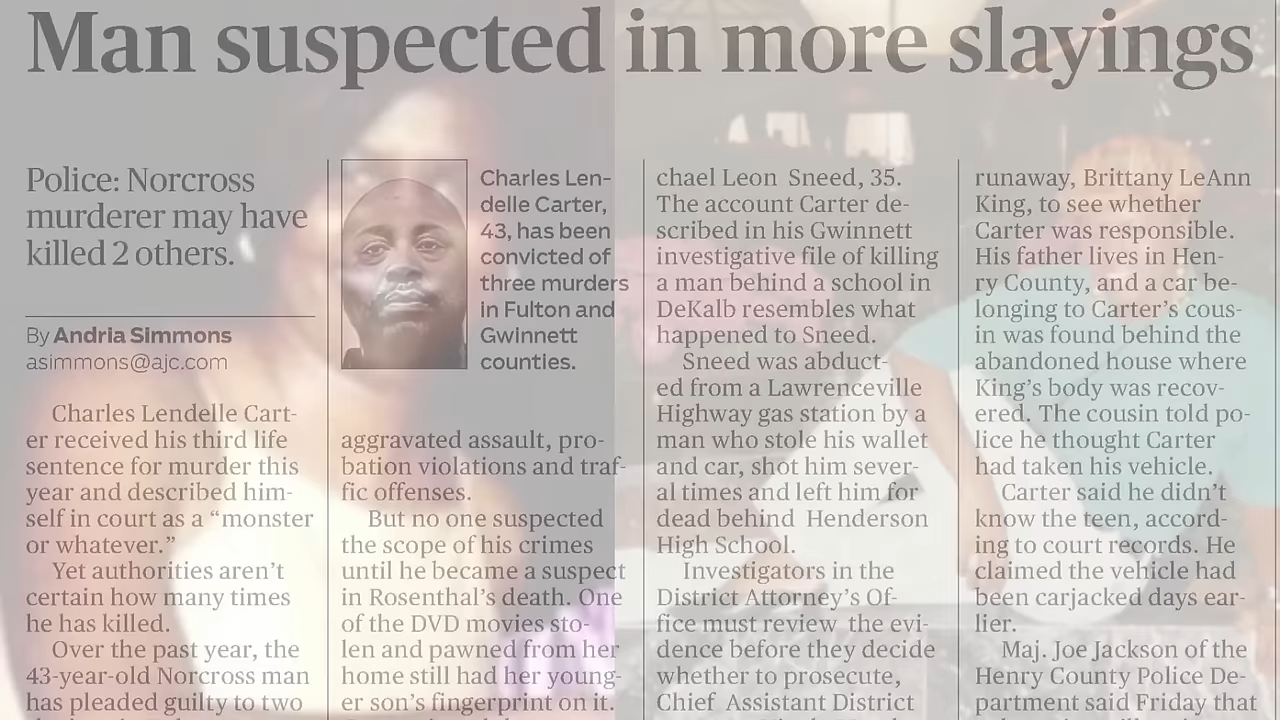 Man suspected in more slayings
Police: Norcross
murderer may have
killed 2 others.
By Andria Simmons
asimmons@ajc.com
Charles Lendelle Cart-
er received his third life
sentence for murder this
year and described him-
self in court as a “monster
or whatever.”
Yet authorities aren’t
certain how many times
he has killed.
Over the past year, the
43-year-old Norcross man
has pleaded guilty to two
Charles Len-
delle Carter,
43, has been
convicted of
three murders
in Fulton and
Gwinnett
counties.
aggravated assault, pro-
bation violations and traf-
fic offenses.
But no one suspected
the scope of his crimes
until he became a suspect
in Rosenthal’s death. One
of the DVD movies sto-
len and pawned from her
home still had her young-
er son’s fingerprint on it.
chael Leon Sneed, 35.
The account Carter de-
scribed in his Gwinnett
investigative file of killing
a man behind a school in
DeKalb resembles what
happened to Sneed.
Sneed was abduct-
ed from a Lawrenceville
Highway gas station by a
man who stole his wallet
and car, shot him sever-
al times and left him for
dead behind Henderson
High School.
Investigators in the
District Attorney’s Of-
fice must review the evi-
dence before they decide
whether to prosecute,
Chief Assistant District
runaway, Brittany LeAnn
King, to see whether
Carter was responsible.
His father lives in Hen-
ry County, and a car be-
longing to Carter’s cous-
in was found behind the
abandoned house where
King’s body was recov-
ered. The cousin told po-
lice he thought Carter
had taken his vehicle.
Carter said he didn’t
know the teen, accord-
ing to court records. He
claimed the vehicle had
been carjacked days ear-
lier.
Maj. Joe Jackson of the
Henry County Police De-
partment said Friday that